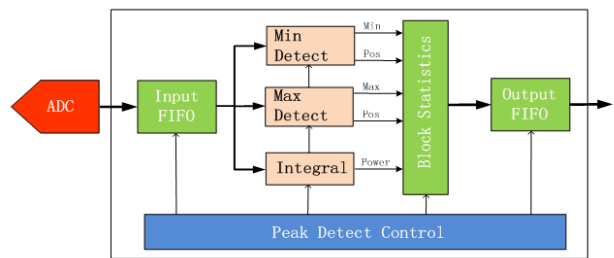 ADC
Input
FIFO
Min
Detect
Max
Detect
Integral
Min
Pos
Max
Pos
Power
Block Statistics
Output
FIFO
Peak Detect Control